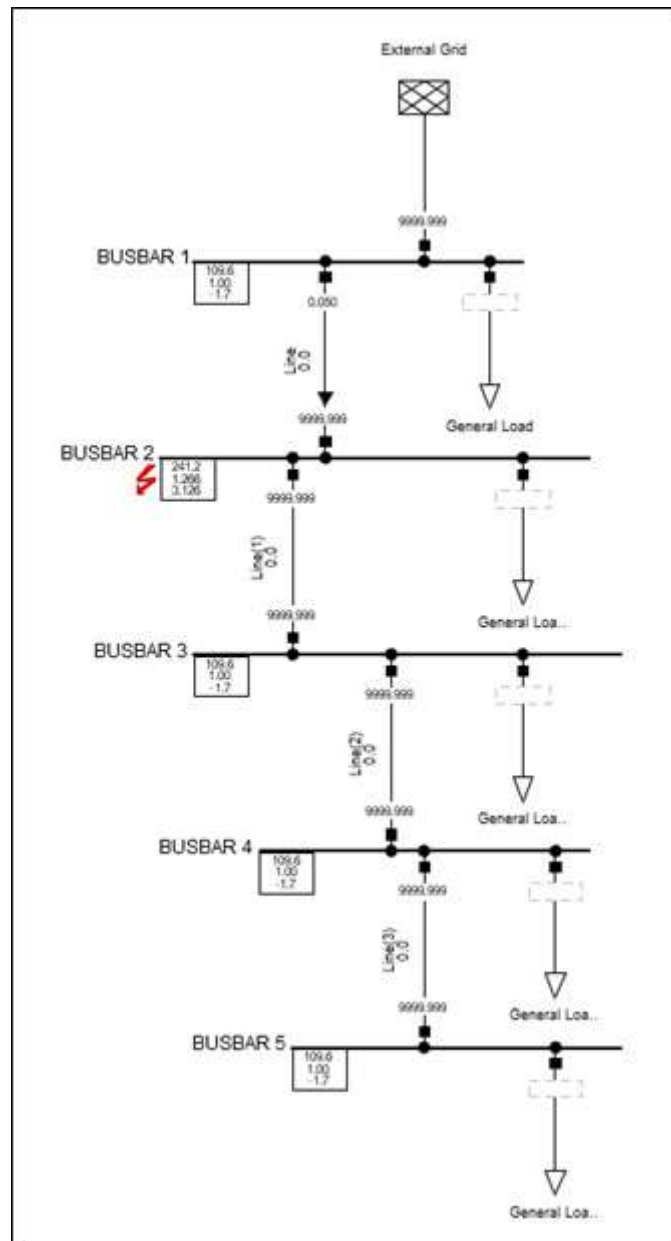 External Grid
9999.999
BUSBAR 1
109.6
1.00
-1.7
0.050
Line
0.0
General Load
9999.999
BUSBAR 2
241.2
1.266
3.126
9999.999
Line(1)
0.0
General Loa..
9999.999
BUSBAR 3
109.6
1.00
-1.7
9999.999
Line(2)
0.0
General Loa..
9999.999
BUSBAR 4
109.6
1.00
-1.7
9999.999
Line(3)
0.0
General Loa..
9999.999
BUSBAR 5
109.6
1.00
-1.7
General Loa..